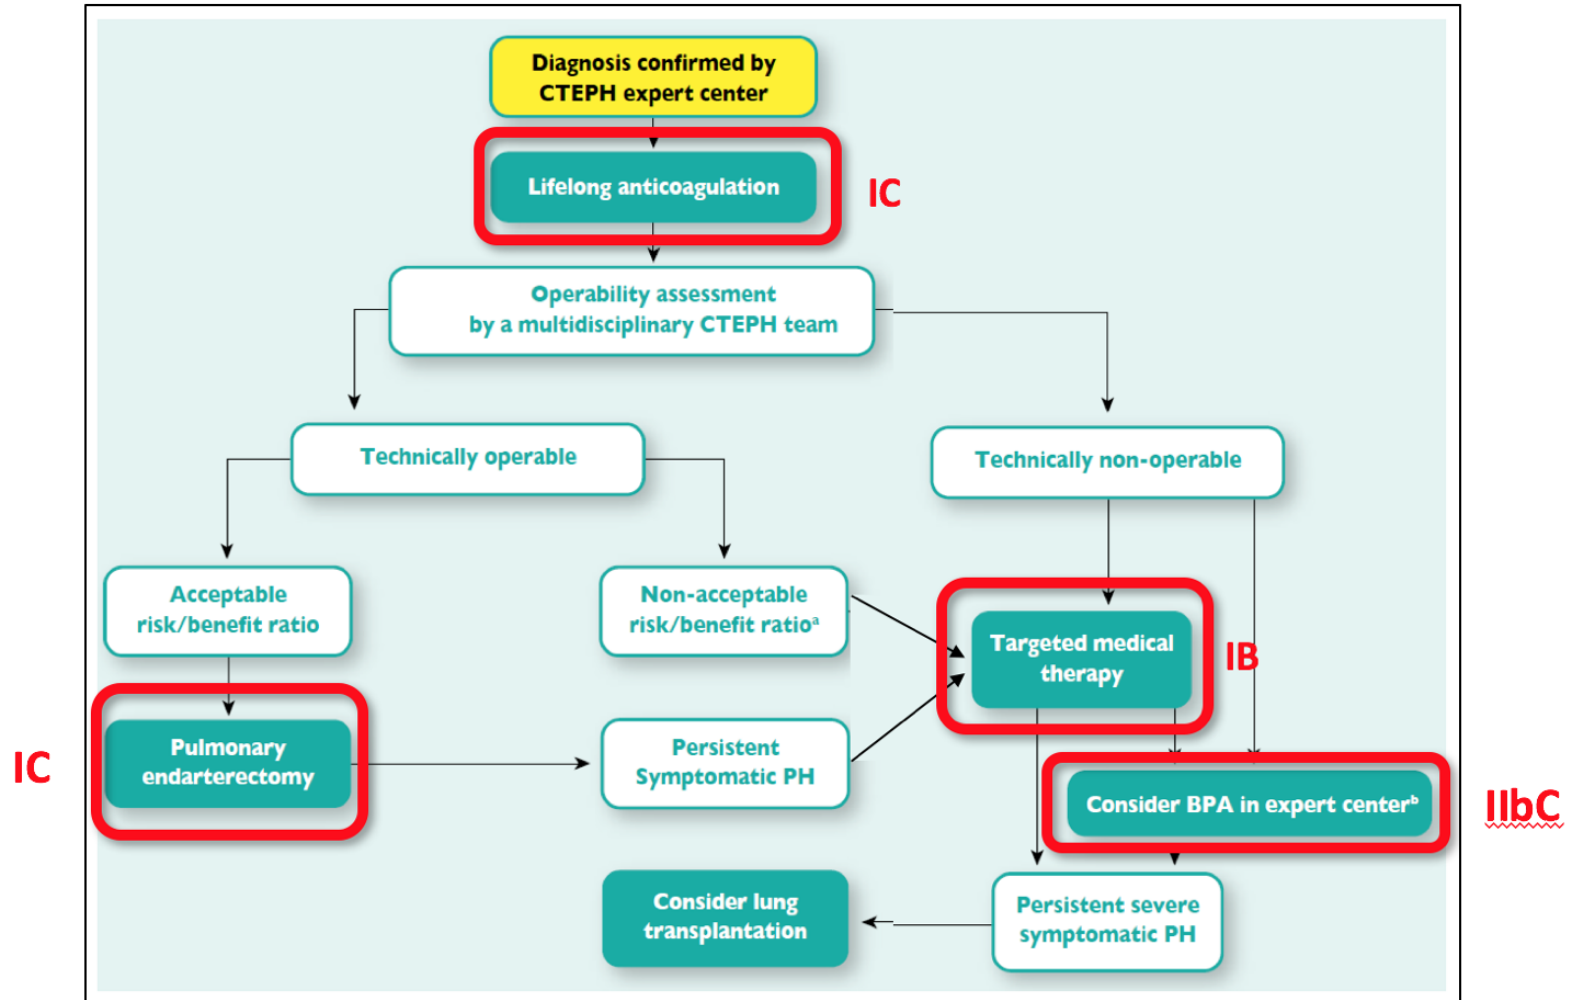 Diagnosis confirmed by
CTEPH expert center
Lifelong anticoagulation
IC
Operability assessment
by a multidisciplinary CTEPH team
Technically operable
Technically non-operable
Acceptable
risk/benefit ratio
Non-acceptable
risk/benefit ratioᵃ
Targeted medical
therapy
IB
IC
Pulmonary
endarterectomy
Persistent
Symptomatic PH
Consider BPA in expert centerᵇ
IIbC
Consider lung
transplantation
Persistent severe
symptomatic PH